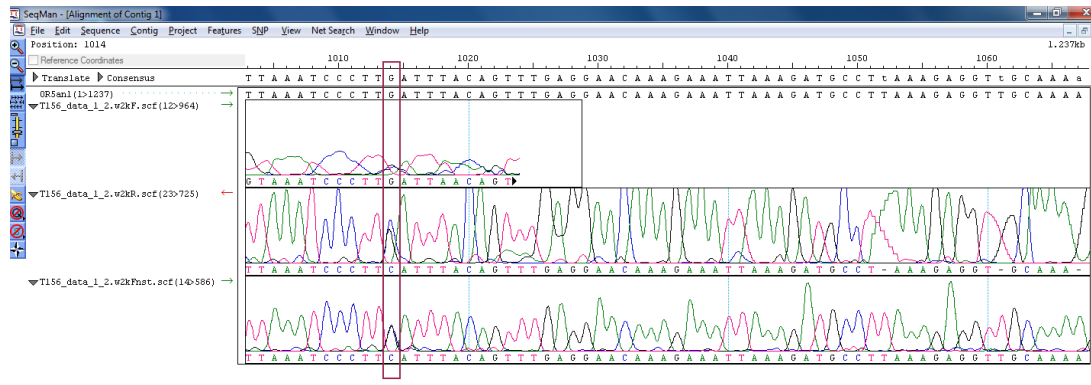 SeqMan - [Alignment of Contig 1]
File Edit Sequence Contig Project Features SNP View Net Search Window Help
Position: 1014 1.237kb
Reference Coordinates 1010 1020 1030 1040 1050 1060
Translate Consensus T T A A A T C C C T T G A T T T A C A G T T T G A G G A A C A A A G A A A T T A A A G A T G C C T t A A A G A G G T t G C A A A a
OR5an1(1>1237) → T T A A A T C C C T T G A T T T A C A G T T T G A G G A A C A A A G A A A T T A A A G A T G C C T T A A A G A G G T T G C A A A A
T156_data_1_2.w2kF.scf(12>964) →
G T A A A T C C C T T G A T T A A C A G T
T156_data_1_2.w2kR.scf(23>725) ←
T T A A A T C C C T T C A T T T A C A G T T T G A G G A A C A A A G A A A T T A A A G A T G C C T - A A A G A G G T - G C A A A -
T156_data_1_2.w2kFnst.scf(14>586) →
T T A A A T C C C T T C A T T T A C A G T T T G A G G A A C A A A G A A A T T A A A G A T G C C T T A A A G A G G T T G C A A A A